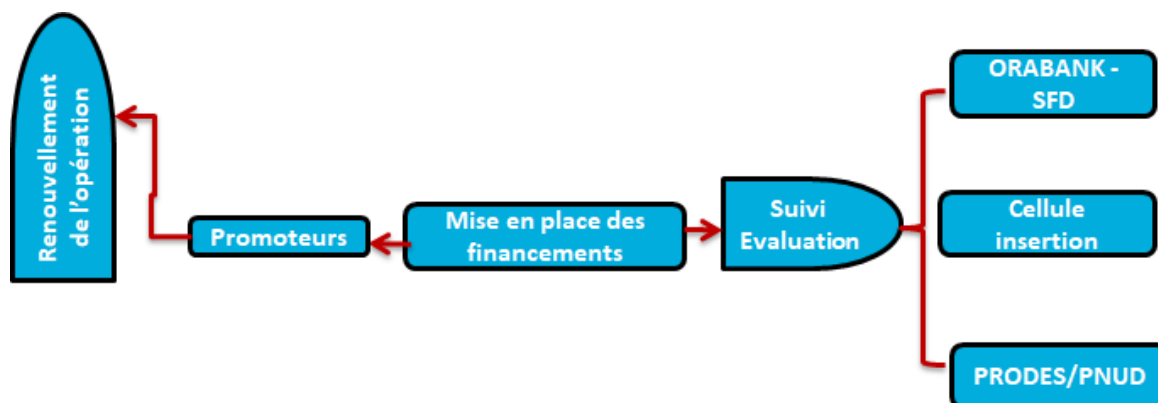 Renouvellement
de l'opération
Promoteurs
Mise en place des
financements
Suivi
Evaluation
ORABANK -
SFD
Cellule
insertion
PRODES/PNUD